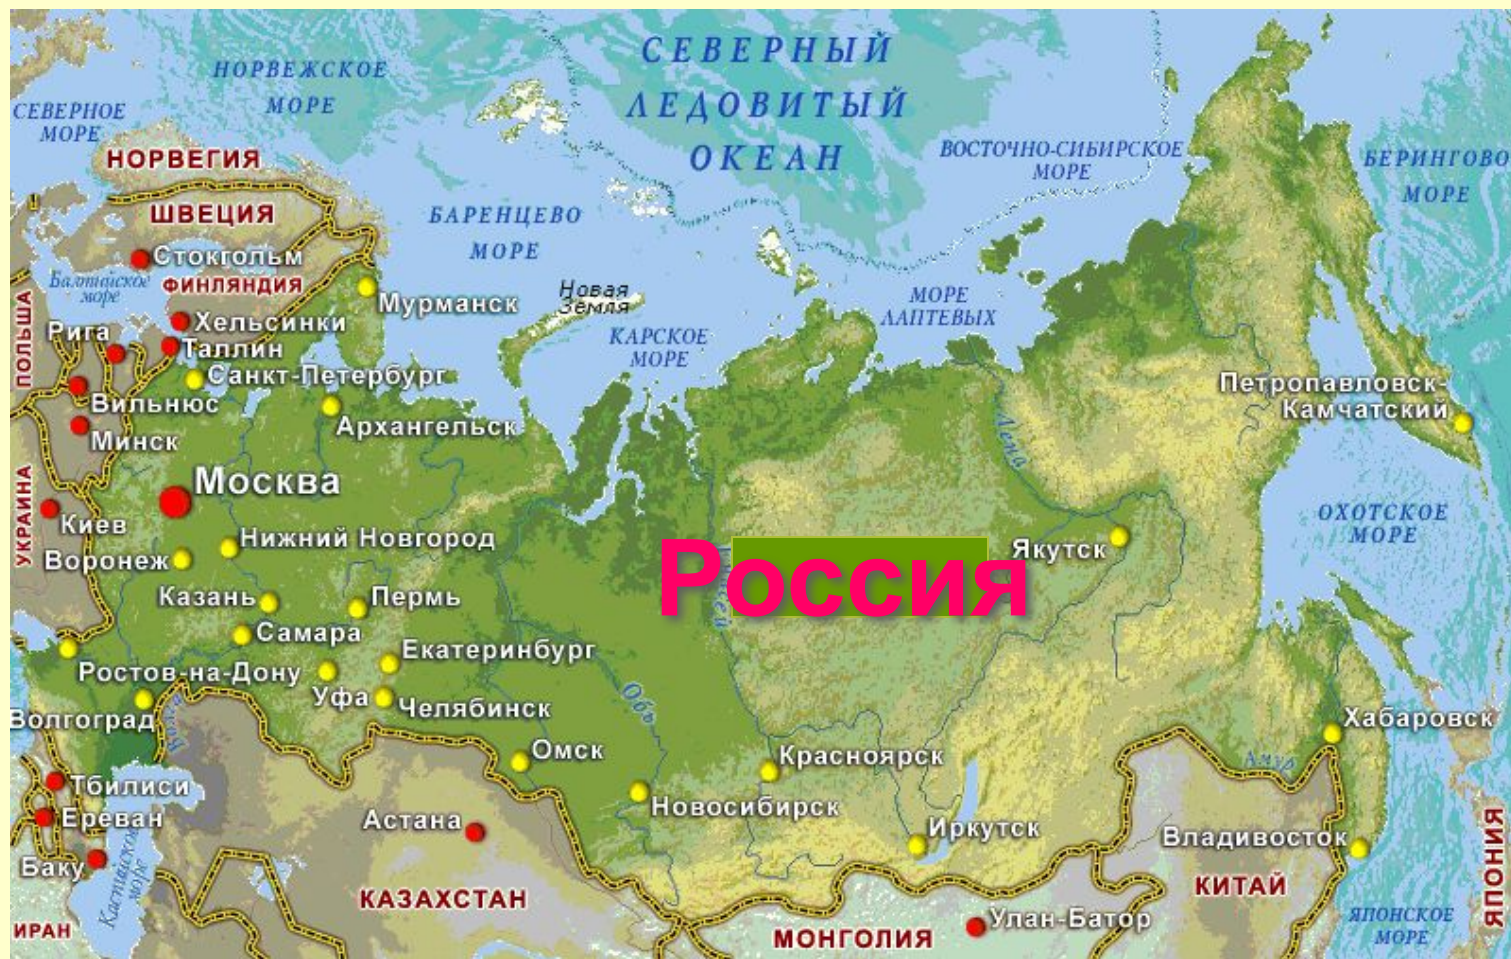 СЕВЕРНЫЙ
ЛЕДОВИТЫЙ
ОКЕАН
НОРВЕЖСКОЕ
МОРЕ
СЕВЕРНОЕ
МОРЕ
ВОСТОЧНО-СИБИРСКОЕ
МОРЕ
БЕРИНГОВО
МОРЕ
НОРВЕГИЯ
ШВЕЦИЯ
БАРЕНЦЕВО
МОРЕ
Стокгольм
Балтийское
море
ФИНЛЯНДИЯ
Мурманск
Новая
Земля
МОРЕ
ЛАПТЕВЫХ
КАРСКОЕ
МОРЕ
ПОЛЬША
Рига
Хельсинки
Таллин
Санкт-Петербург
Вильнюс
Минск
Архангельск
Петропавловск-
Камчатский
Лена
Москва
УКРАИНА
Киев
ОХОТСКОЕ
МОРЕ
Нижний Новгород
Воронеж
Россия
Якутск
Казань
Пермь
Самара
Екатеринбург
Ростов-на-Дону
Уфа
Челябинск
Обь
Волгоград
Волга
Хабаровск
Омск
Красноярск
Амур
Тбилиси
Новосибирск
Ереван
Астана
Иркутск
Владивосток
Баку
Каспийское
море
КАЗАХСТАН
КИТАЙ
ЯПОНИЯ
ИРАН
Улан-Батор
МОНГОЛИЯ
ЯПОНСКОЕ
МОРЕ